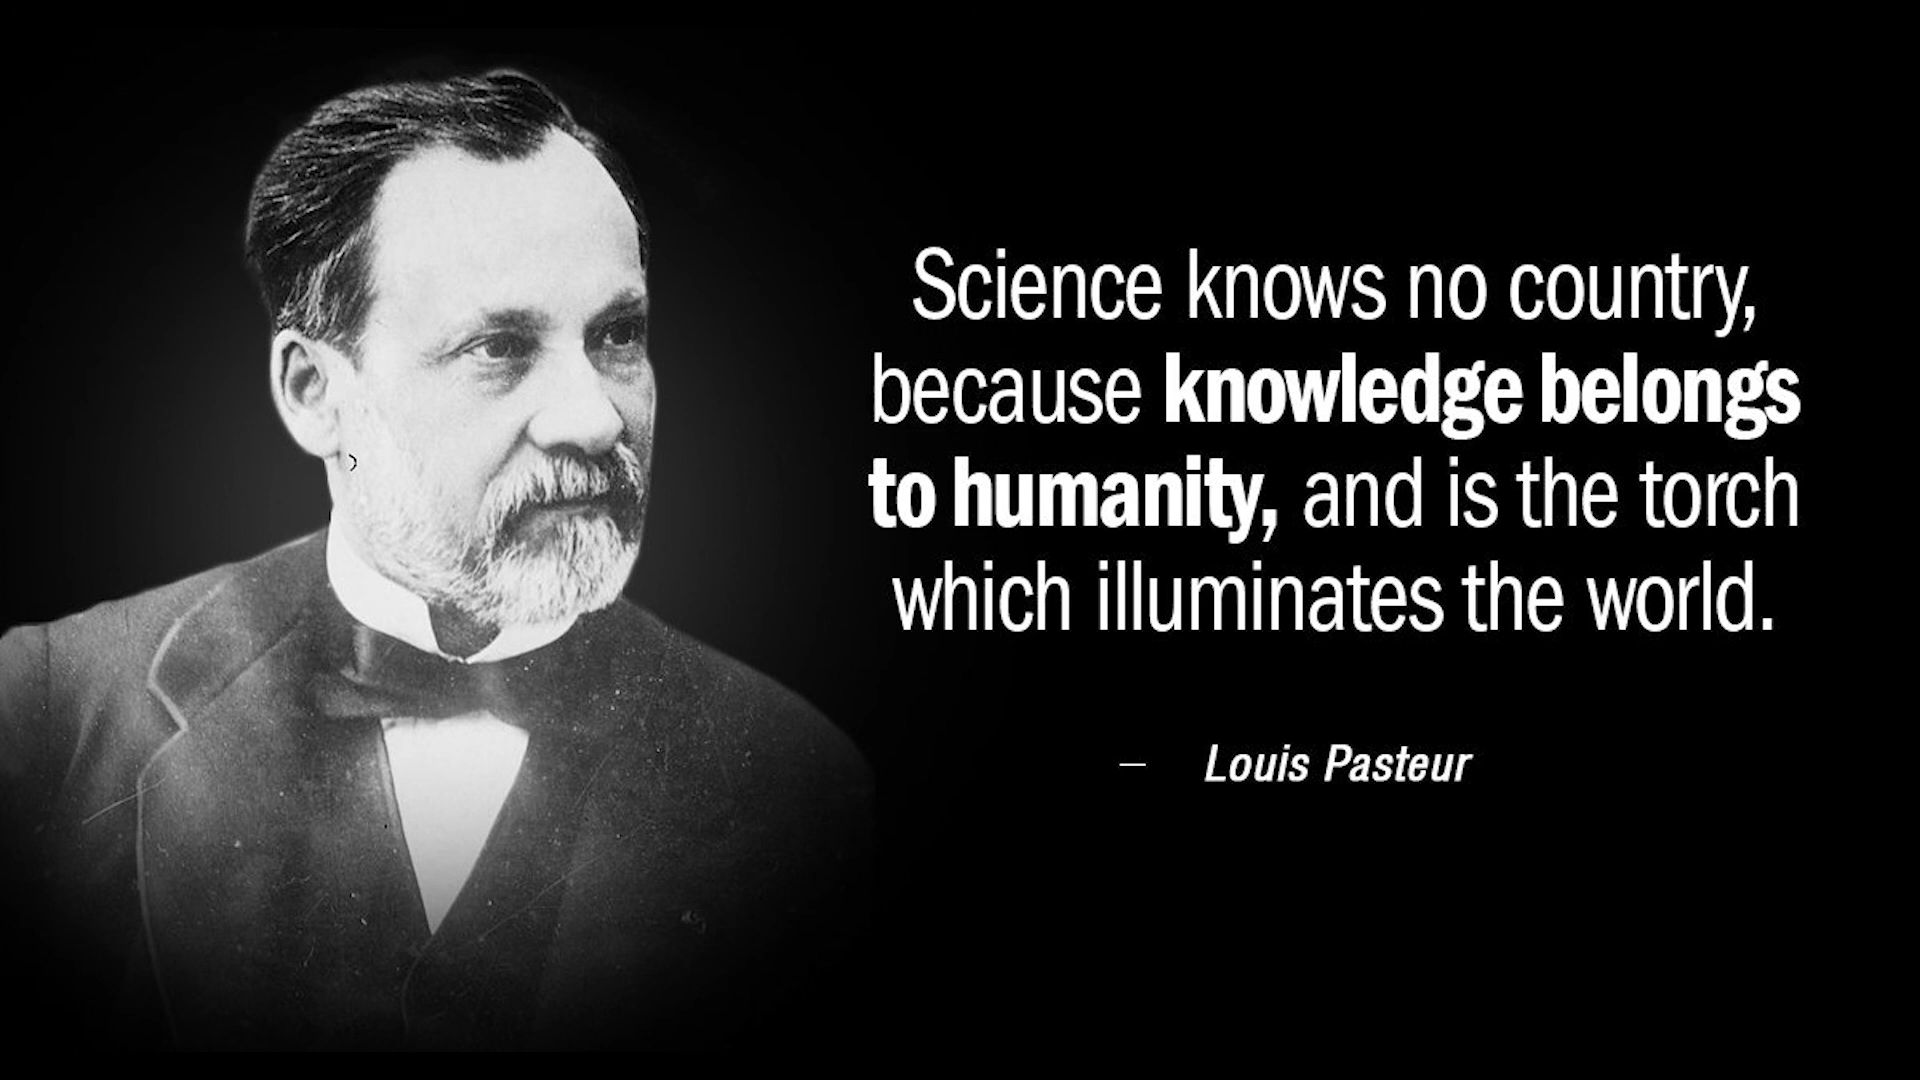 Science knows no country,
because knowledge belongs
to humanity, and is the torch
which illuminates the world.
— Louis Pasteur